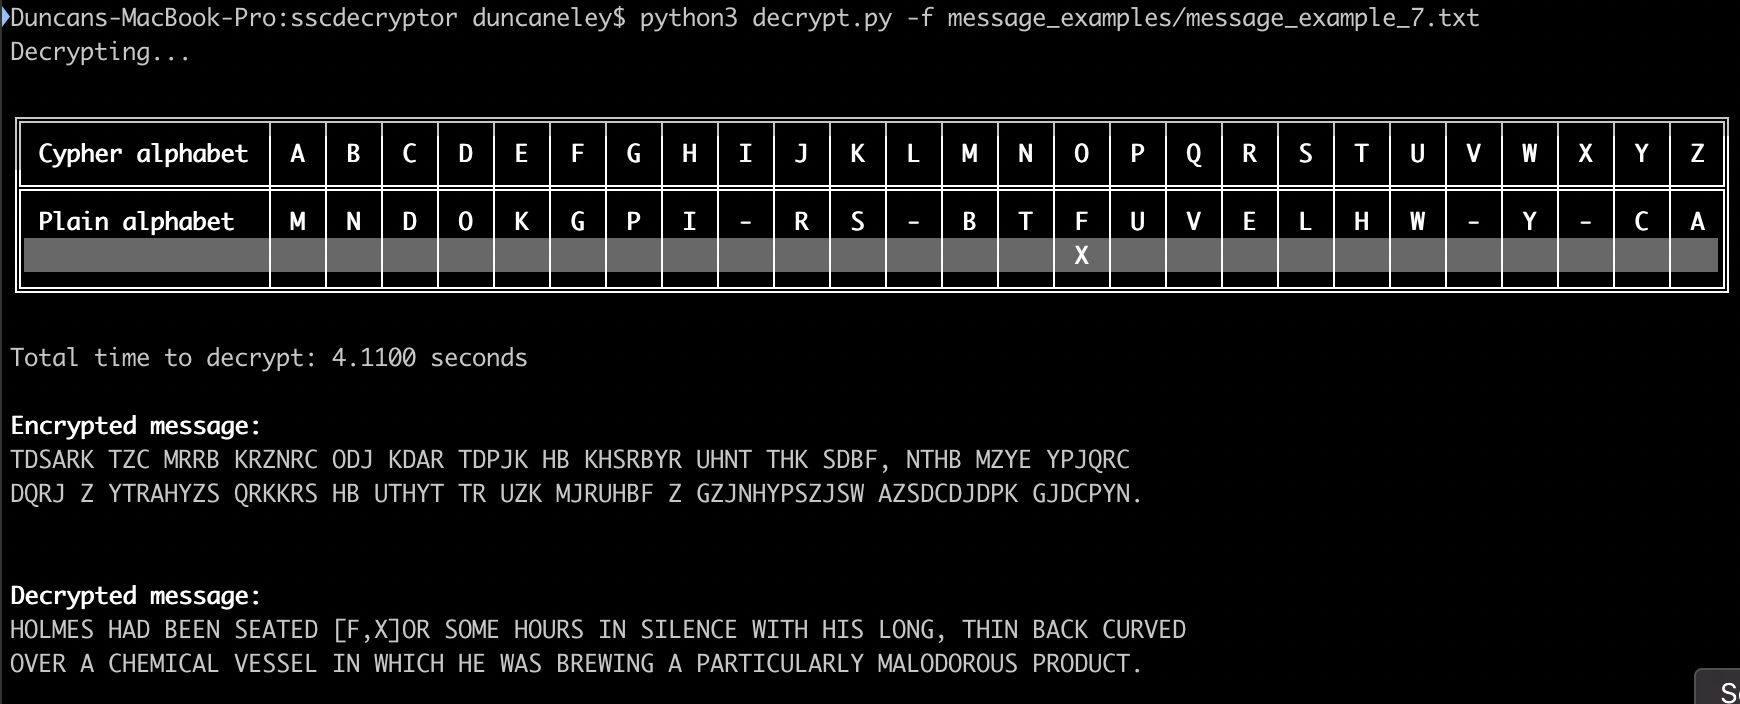 Duncans-MacBook-Pro:sscdecryptor duncaneley$ python3 decrypt.py -f message_examples/message_example_7.txt
Decrypting...
Cypher alphabet A B C D E F G H I J K L M N O P Q R S T U V W X Y Z
Plain alphabet M N D O K G P I - R S - B T F U V E L H W - Y - C A
X
Total time to decrypt: 4.1100 seconds
Encrypted message:
TDSARK TZC MRRB KRZNRC ODJ KDAR TDPJK HB KHSRBYR UHNT THK SDBF, NTHB MZYE YPJQRC
DQRJ Z YTRAHYZS QRKKRS HB UTHYT TR UZK MJRUHBF Z GZJNHYPSZJSW AZSDCDJDPK GJDCPYN.
Decrypted message:
HOLMES HAD BEEN SEATED [F,X]OR SOME HOURS IN SILENCE WITH HIS LONG, THIN BACK CURVED
OVER A CHEMICAL VESSEL IN WHICH HE WAS BREWING A PARTICULARLY MALODOROUS PRODUCT.